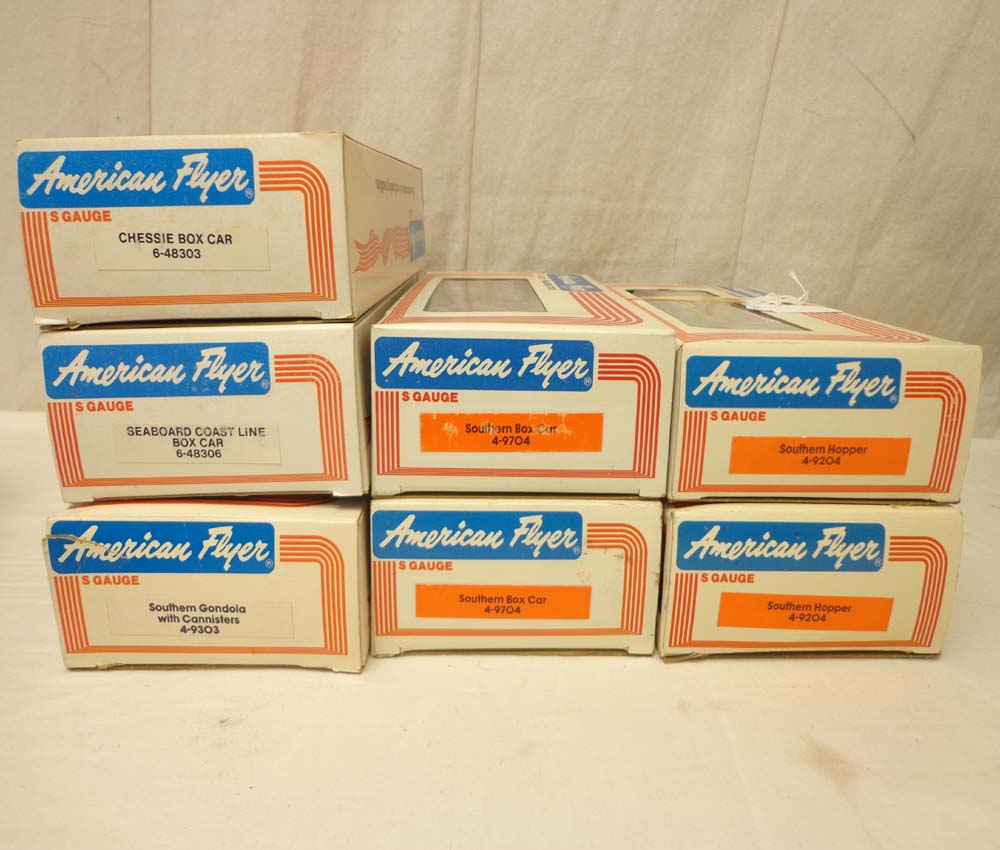 American Flyer®
S GAUGE
CHESSIE BOX CAR
6-48303
American Flyer®
S GAUGE
SEABOARD COAST LINE
BOX CAR
6-48306
American Flyer®
S GAUGE
Southern Box Car
4-9704
American Flyer®
S GAUGE
Southern Hopper
4-9204
American Flyer®
S GAUGE
Southern Gondola
with Cannisters
4-9303
American Flyer®
S GAUGE
Southern Box Car
4-9704
American Flyer®
S GAUGE
Southern Hopper
4-9204